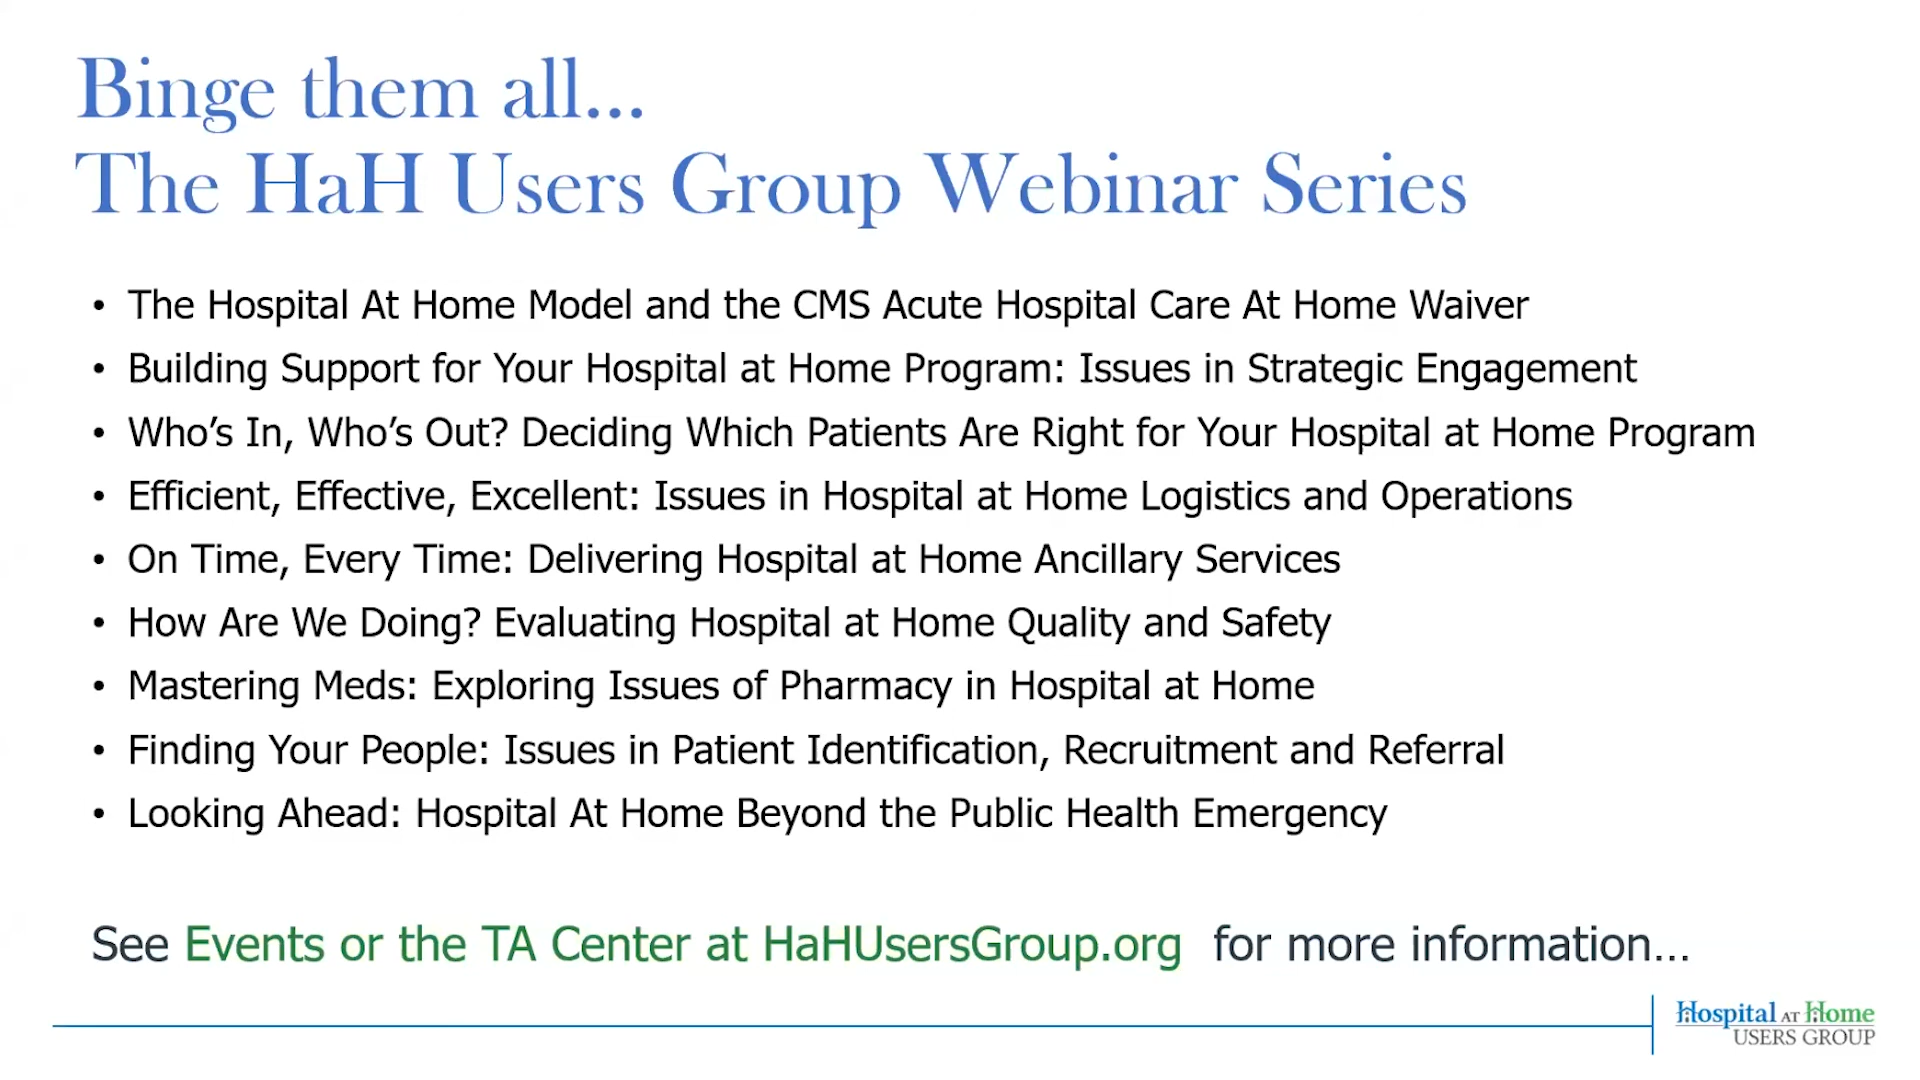 Binge them all...
The HaH Users Group Webinar Series
• The Hospital At Home Model and the CMS Acute Hospital Care At Home Waiver
• Building Support for Your Hospital at Home Program: Issues in Strategic Engagement
• Who’s In, Who’s Out? Deciding Which Patients Are Right for Your Hospital at Home Program
• Efficient, Effective, Excellent: Issues in Hospital at Home Logistics and Operations
• On Time, Every Time: Delivering Hospital at Home Ancillary Services
• How Are We Doing? Evaluating Hospital at Home Quality and Safety
• Mastering Meds: Exploring Issues of Pharmacy in Hospital at Home
• Finding Your People: Issues in Patient Identification, Recruitment and Referral
• Looking Ahead: Hospital At Home Beyond the Public Health Emergency
See Events or the TA Center at HaHUsersGroup.org for more information...
Hospital AT Home
USERS GROUP